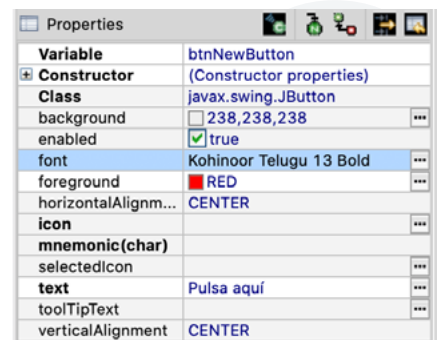 Properties
Variable btnNewButton
Constructor (Constructor properties)
Class javax.swing.JButton
background 238,238,238 ...
enabled true
font Kohinoor Telugu 13 Bold ...
foreground RED ...
horizontalAlignm... CENTER
icon ...
mnemonic(char)
selectedIcon ...
text Pulsa aquí ...
toolTipText ...
verticalAlignment CENTER